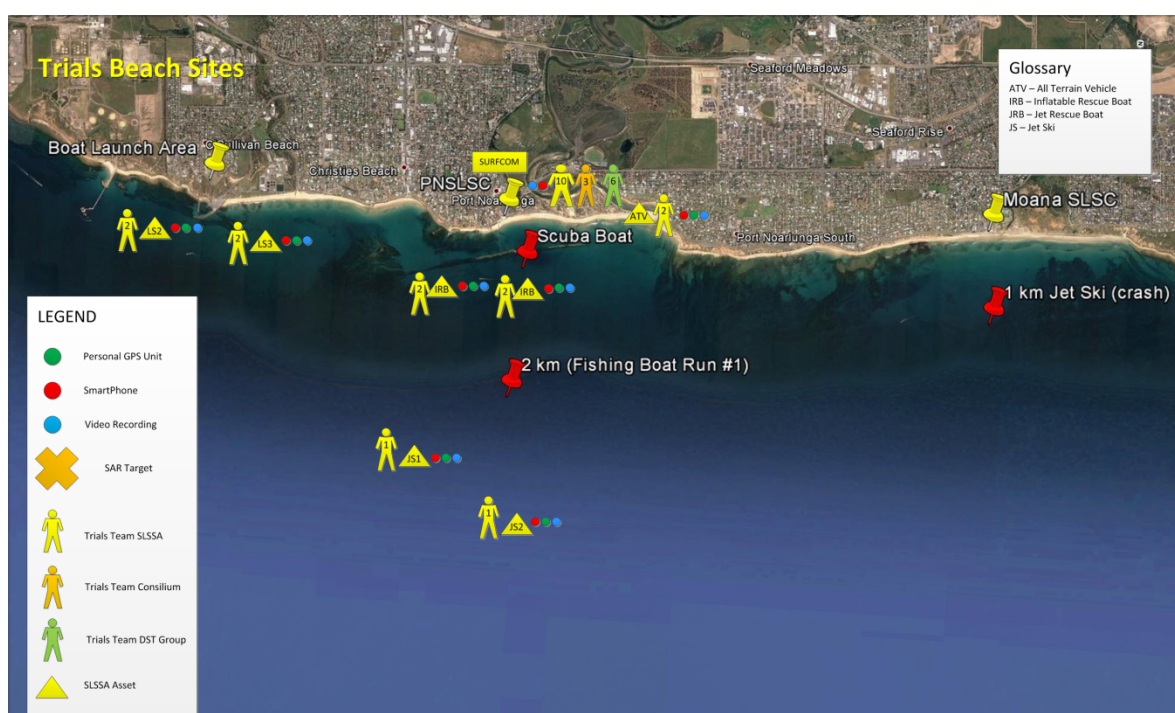 Trials Beach Sites
Seaford Meadows
Glossary
ATV – All Terrain Vehicle
IRB – Inflatable Rescue Boat
JRB – Jet Rescue Boat
JS – Jet Ski
Seaford Rise
Boat Launch Area
Christies Beach
SURFCOM
PNSLSC
10
3
6
Moana SLSC
ATV
2
2
LS2
2
LS3
Scuba Boat
Port Noarlunga South
2
IRB
2
IRB
1 km Jet Ski (crash)
2 km (Fishing Boat Run #1)
1
JS1
1
JS2
LEGEND
Personal GPS Unit
SmartPhone
Video Recording
SAR Target
Trials Team SLSSA
Trials Team Consilium
Trials Team DST Group
SLSSA Asset